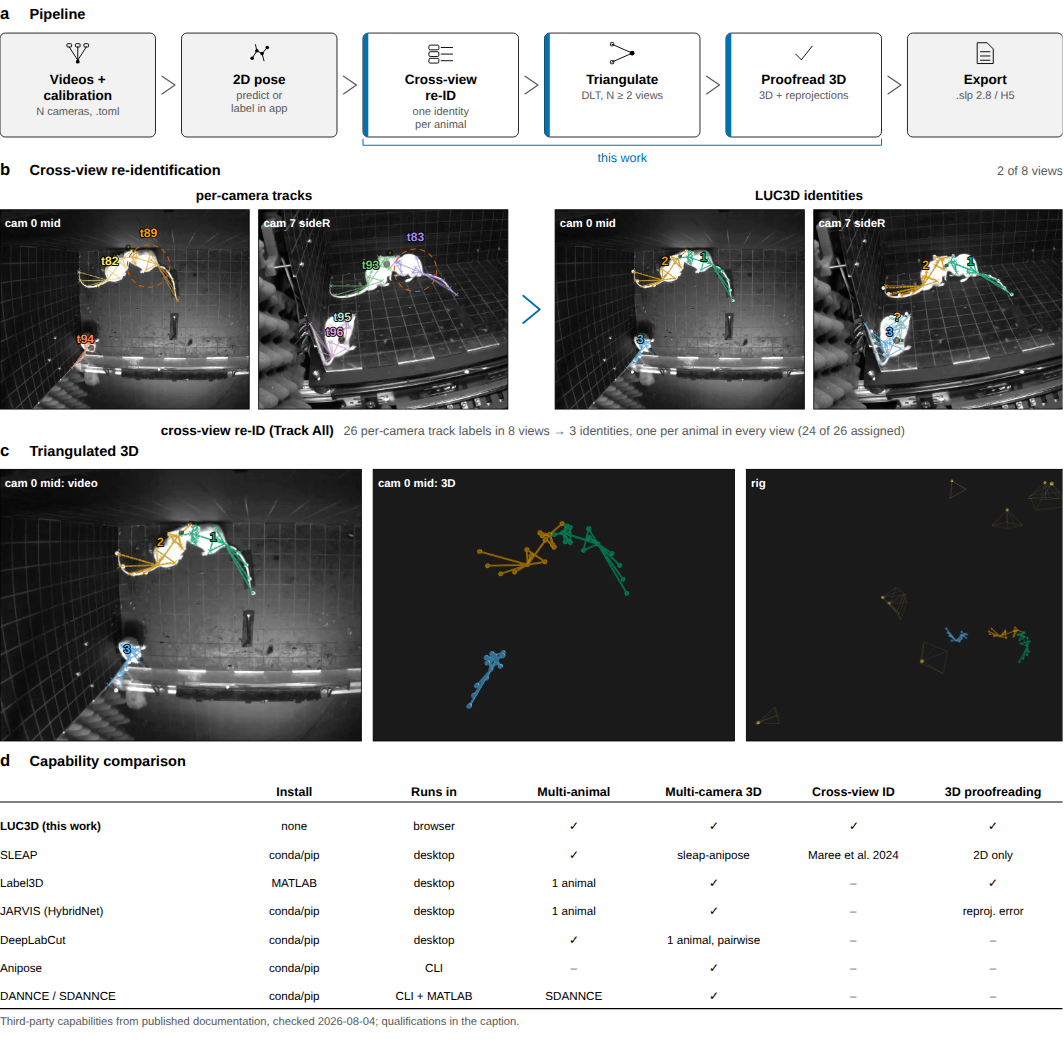 a Pipeline
Videos +
calibration
N cameras, .toml
2D pose
predict or
label in app
Cross-view
re-ID
one identity
per animal
Triangulate
DLT, N ≥ 2 views
Proofread 3D
3D + reprojections
Export
.slp 2.8 / H5
this work
b Cross-view re-identification
2 of 8 views
per-camera tracks
LUC3D identities
cam 0 mid
t89
t82
t94
cam 7 sideR
t83
t93
t95
t96
cam 0 mid
2
1
3
cam 7 sideR
2
1
?
3
cross-view re-ID (Track All) 26 per-camera track labels in 8 views → 3 identities, one per animal in every view (24 of 26 assigned)
c Triangulated 3D
cam 0 mid: video
2
1
3
cam 0 mid: 3D
rig
d Capability comparison
Install Runs in Multi-animal Multi-camera 3D Cross-view ID 3D proofreading
LUC3D (this work) none browser ✓ ✓ ✓ ✓
SLEAP conda/pip desktop ✓ sleap-anipose Maree et al. 2024 2D only
Label3D MATLAB desktop 1 animal ✓ – ✓
JARVIS (HybridNet) conda/pip desktop 1 animal ✓ – reproj. error
DeepLabCut conda/pip desktop ✓ 1 animal, pairwise – –
Anipose conda/pip CLI – ✓ – –
DANNCE / SDANNCE conda/pip CLI + MATLAB SDANNCE ✓ – –
Third-party capabilities from published documentation, checked 2026-08-04; qualifications in the caption.